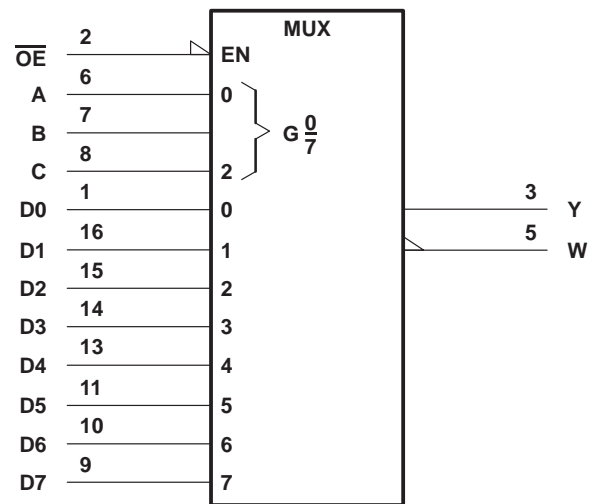 MUX
2
O̅E̅ EN
6
A 0
7
B G 0/7
8
C 2
1
D0 0
3
Y
16
D1 1
5
W
15
D2 2
14
D3 3
13
D4 4
11
D5 5
10
D6 6
9
D7 7